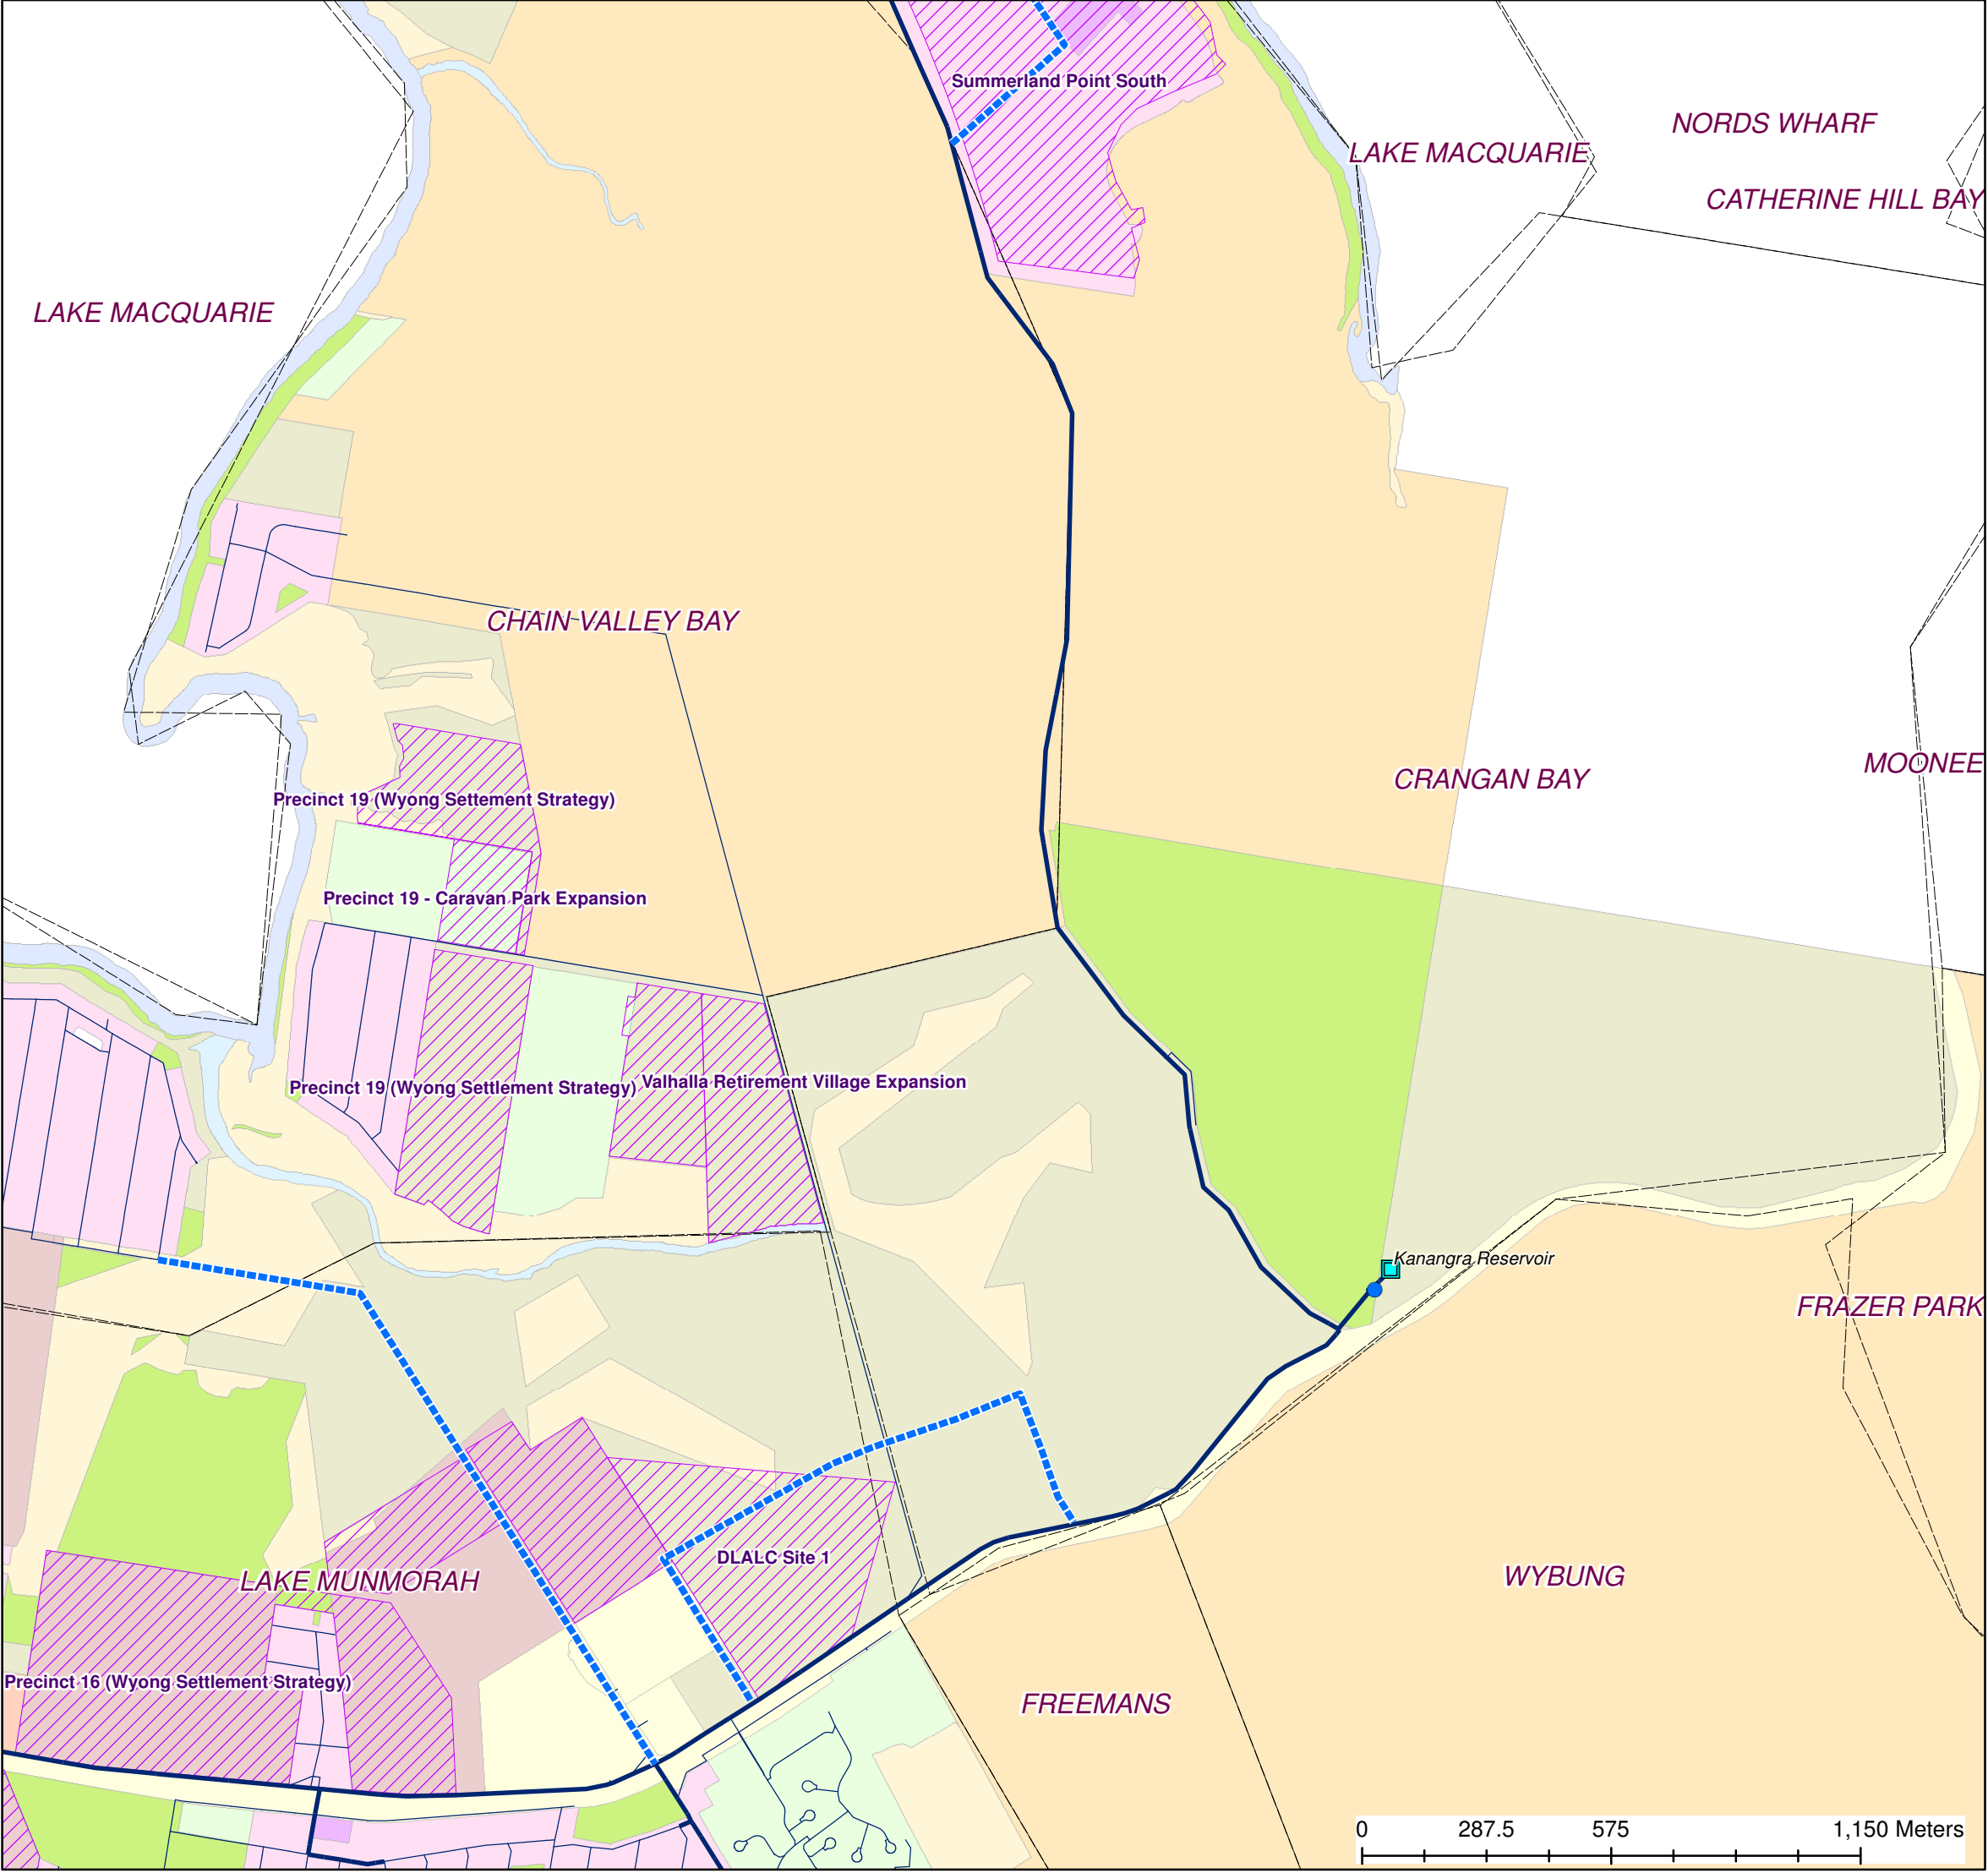 Summerland Point South
NORDS WHARF
LAKE MACQUARIE
CATHERINE HILL BAY
LAKE MACQUARIE
CHAIN VALLEY BAY
MOONEE
CRANGAN BAY
Precinct 19 (Wyong Settement Strategy)
Precinct 19 - Caravan Park Expansion
Precinct 19 (Wyong Settlement Strategy)
Valhalla Retirement Village Expansion
Kanangra Reservoir
FRAZER PARK
DLALC Site 1
WYBUNG
LAKE MUNMORAH
Precinct 16 (Wyong Settlement Strategy)
FREEMANS
0 287.5 575 1,150 Meters